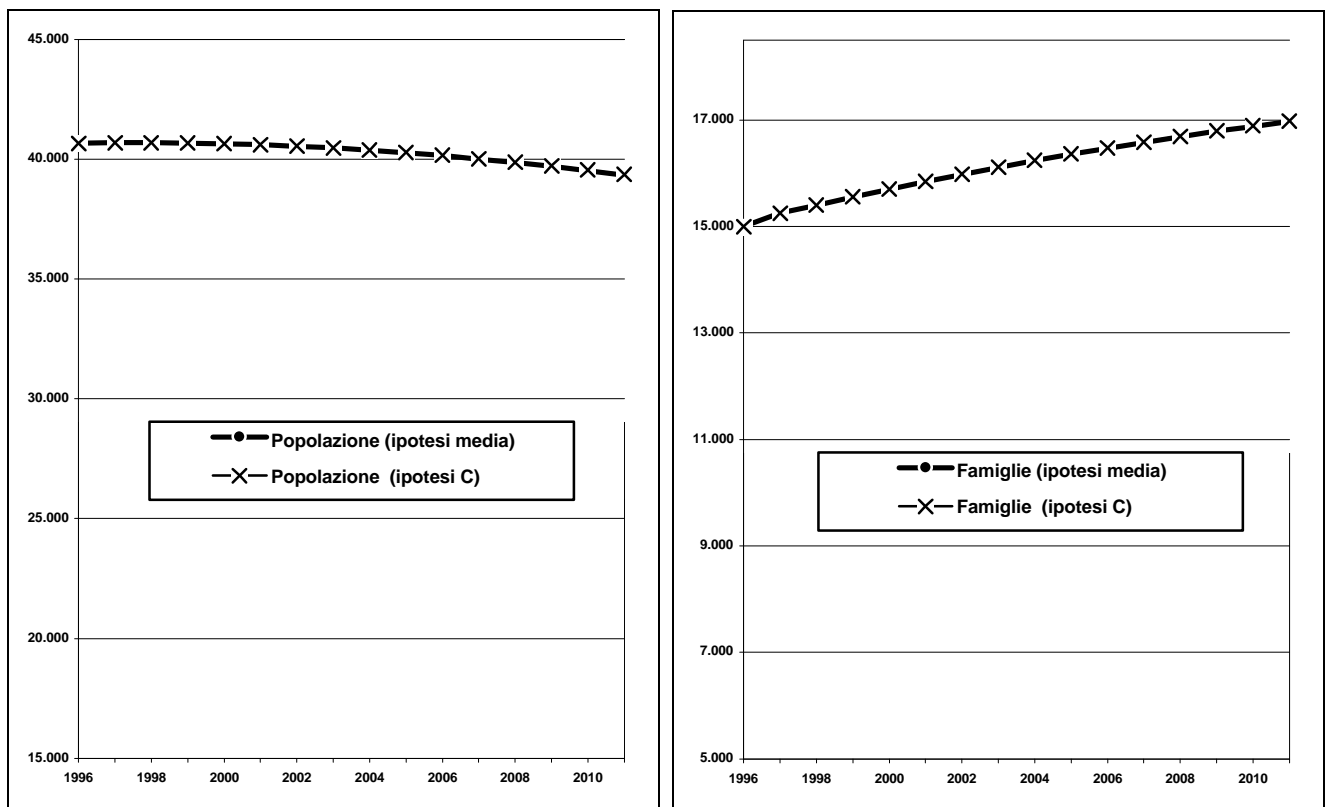 45.000
40.000
35.000
30.000
Popolazione (ipotesi media)
Popolazione (ipotesi C)
25.000
20.000
15.000
1996 1998 2000 2002 2004 2006 2008 2010
17.000
15.000
13.000
11.000
Famiglie (ipotesi media)
Famiglie (ipotesi C)
9.000
7.000
5.000
1996 1998 2000 2002 2004 2006 2008 2010